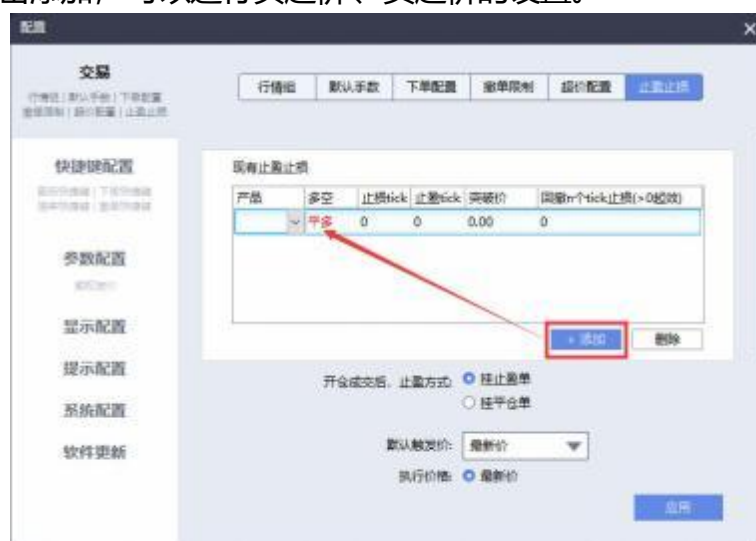 配置
交易
行情组 | 默认手数 | 下单配置
撤单限制 | 超价配置 | 止盈止损
行情组 默认手数 下单配置 撤单限制 超价配置 止盈止损
快捷键配置
现有止盈止损
产品 多空 止损tick 止盈tick 突破价 回撤n个tick止损(>0起效)
平多 0 0 0.00 0
参数配置
显示配置
+ 添加 删除
提示配置
开仓成交后，止盈方式: 挂止盈单
挂平仓单
系统配置
软件更新
默认触发价: 最新价
执行价格: 最新价
应用